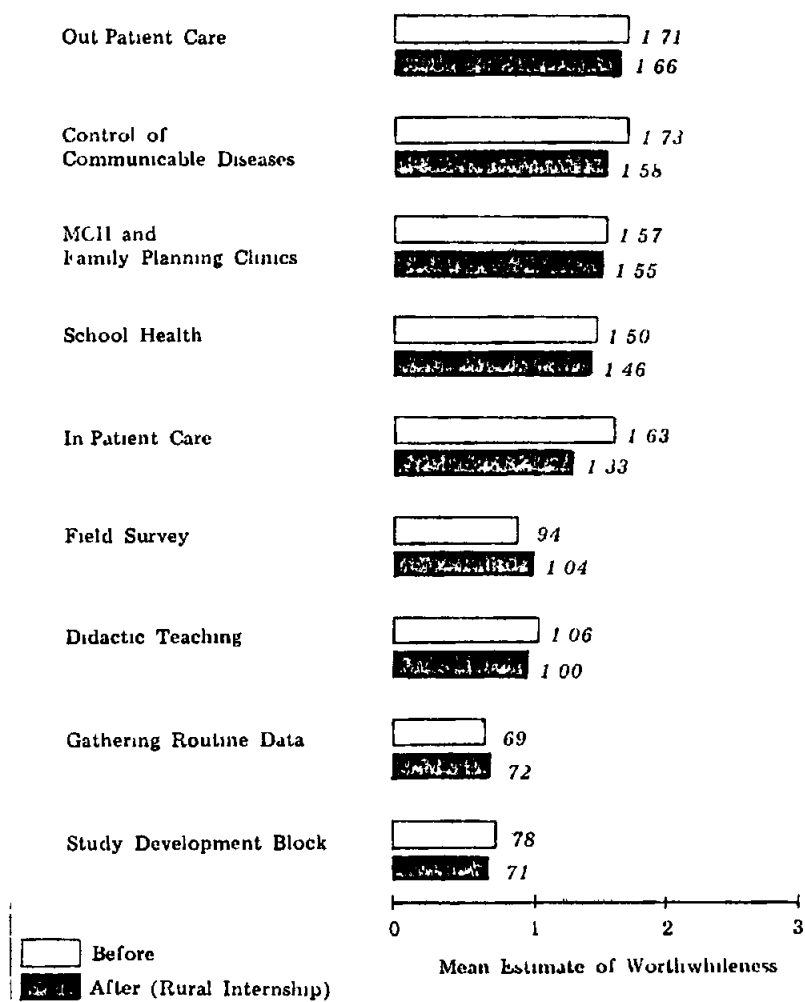 Out Patient Care
1 71
1 66
Control of
Communicable Diseases
1 73
1 58
MCH and
Family Planning Clinics
1 57
1 55
School Health
1 50
1 46
In Patient Care
1 63
1 33
Field Survey
94
1 04
Didactic Teaching
1 06
1 00
Gathering Routine Data
69
72
Study Development Block
78
71
0 1 2 3
Mean Estimate of Worthwhileness
Before
After (Rural Internship)